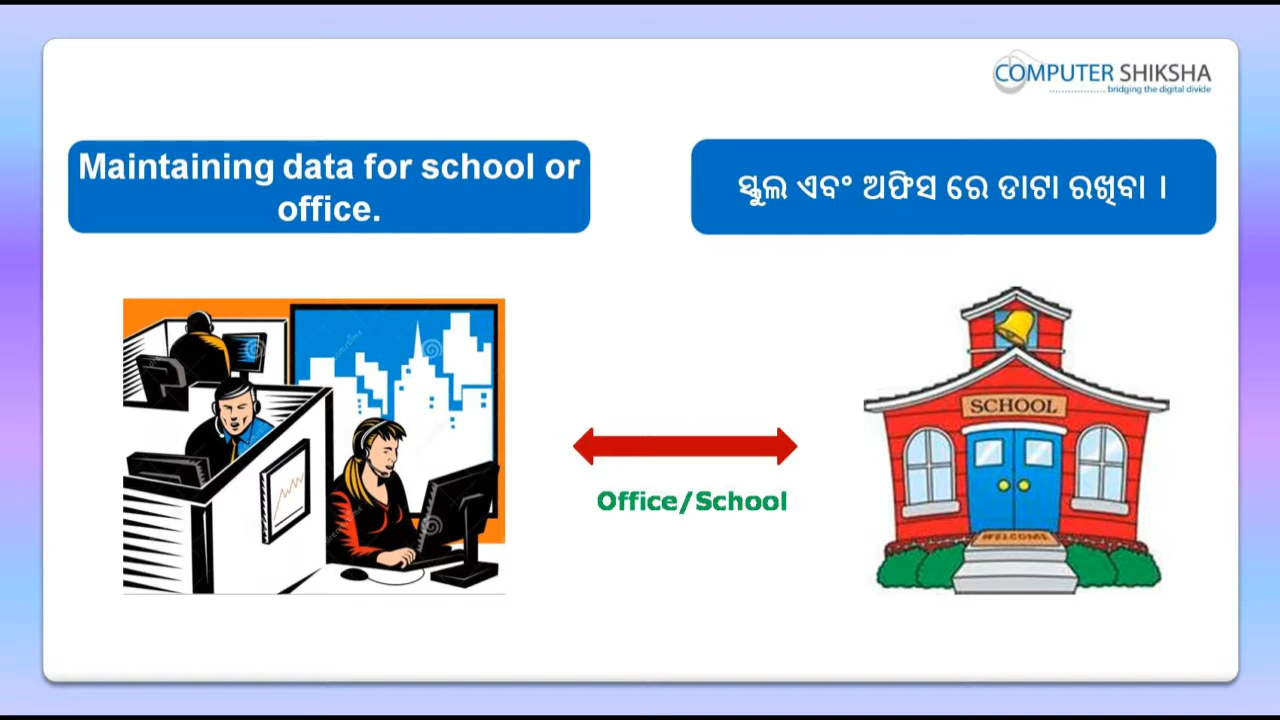 COMPUTER SHIKSHA
bridging the digital divide
Maintaining data for school or
office.
ସ୍କୁଲ ଏବଂ ଅଫିସ ରେ ଡାଟା ରଖିବା ।
SCHOOL
WELCOME
Office/School